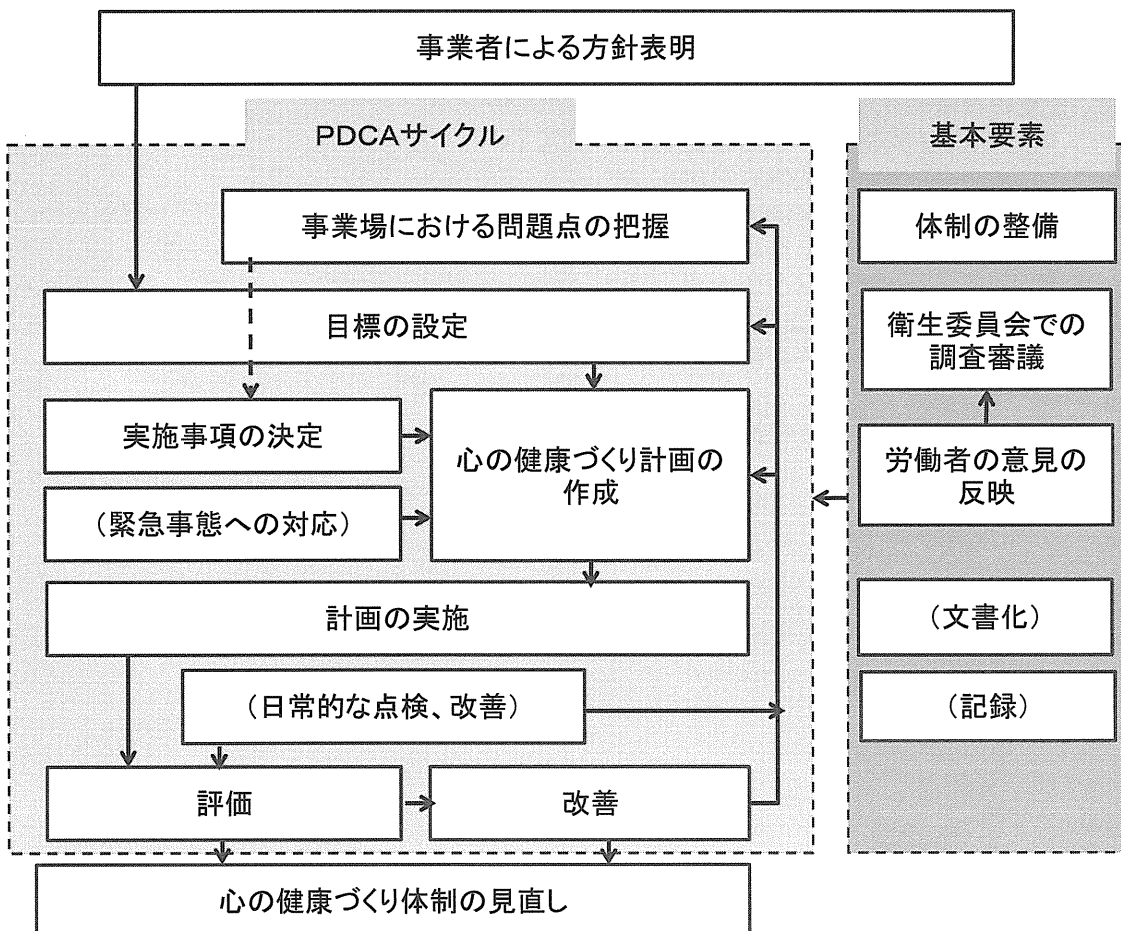 事業者による方針表明
PDCAサイクル
事業場における問題点の把握
目標の設定
実施事項の決定
(緊急事態への対応)
心の健康づくり計画の
作成
計画の実施
(日常的な点検、改善)
評価
改善
心の健康づくり体制の見直し
基本要素
体制の整備
衛生委員会での
調査審議
労働者の意見の
反映
(文書化)
(記録)